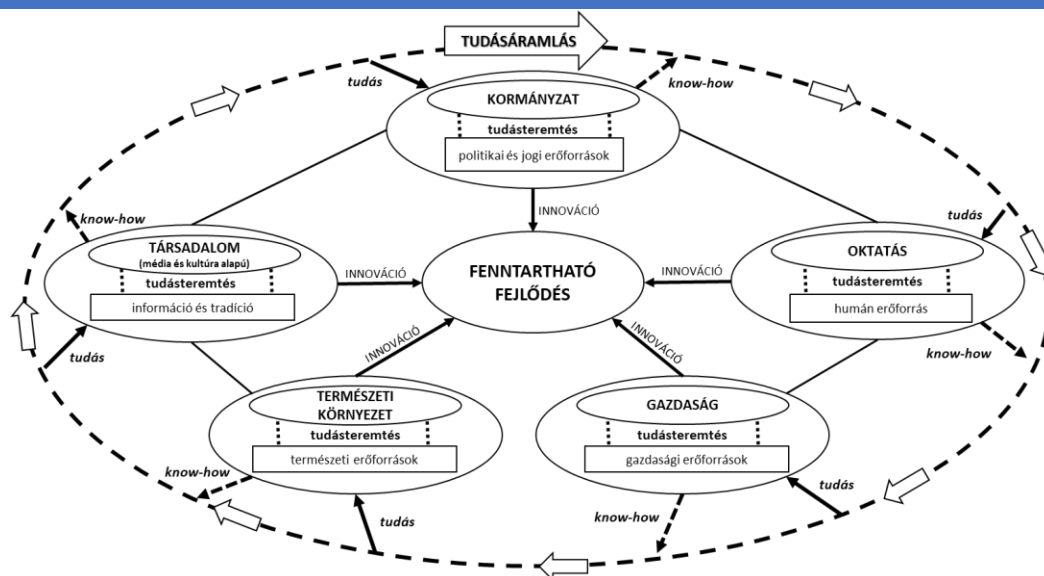 TUDÁSÁRAMLÁS
tudás
know-how
KORMÁNYZAT
tudásteremtés
politikai és jogi erőforrások
INNOVÁCIÓ
know-how
tudás
TÁRSADALOM
(média és kultúra alapú)
tudásteremtés
információ és tradíció
INNOVÁCIÓ
FENNTARTHATÓ
FEJLŐDÉS
INNOVÁCIÓ
OKTATÁS
tudásteremtés
humán erőforrás
tudás
know-how
INNOVÁCIÓ
INNOVÁCIÓ
TERMÉSZETI
KÖRNYEZET
tudásteremtés
természeti erőforrások
GAZDASÁG
tudásteremtés
gazdasági erőforrások
know-how
tudás
know-how
tudás